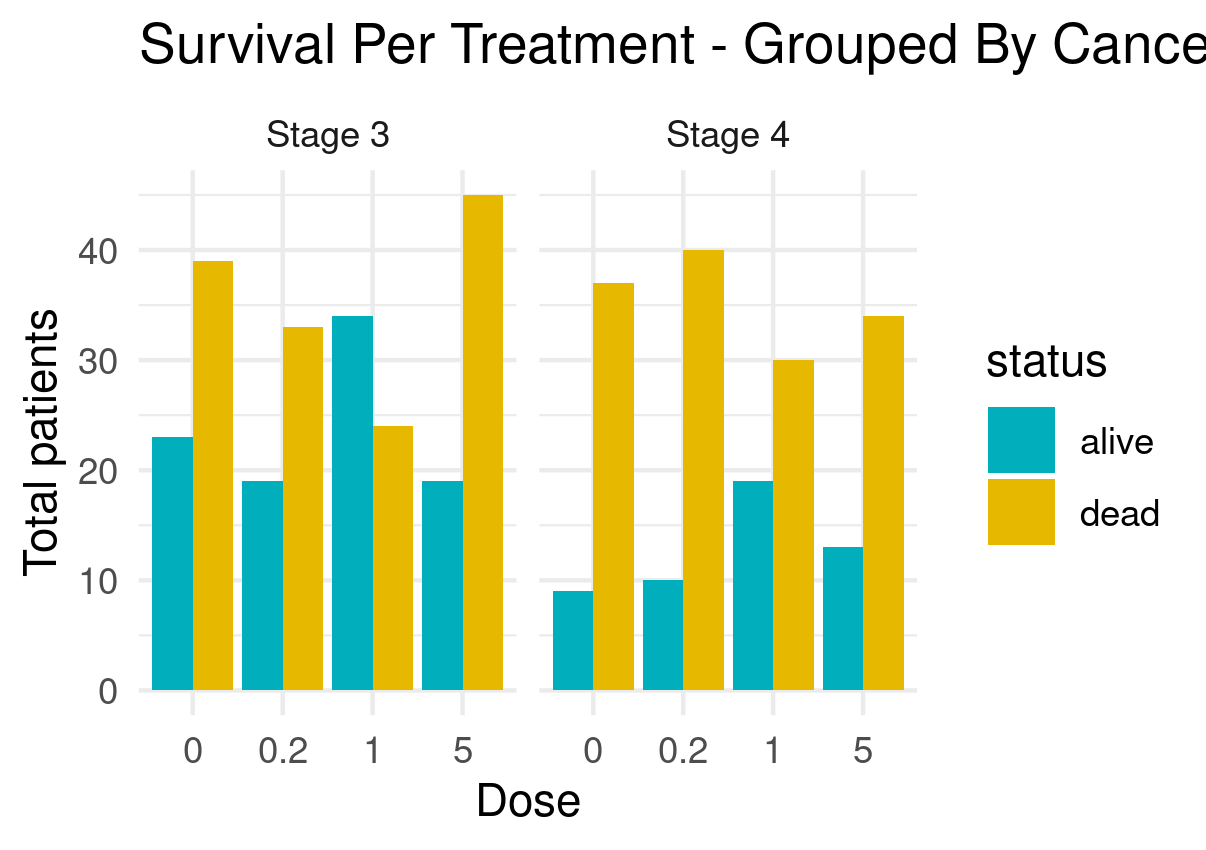 Survival Per Treatment - Grouped By Cance
Stage 3 Stage 4
40
30
20
10
0
Total patients
0 0.2 1 5 0 0.2 1 5
Dose
status
alive
dead